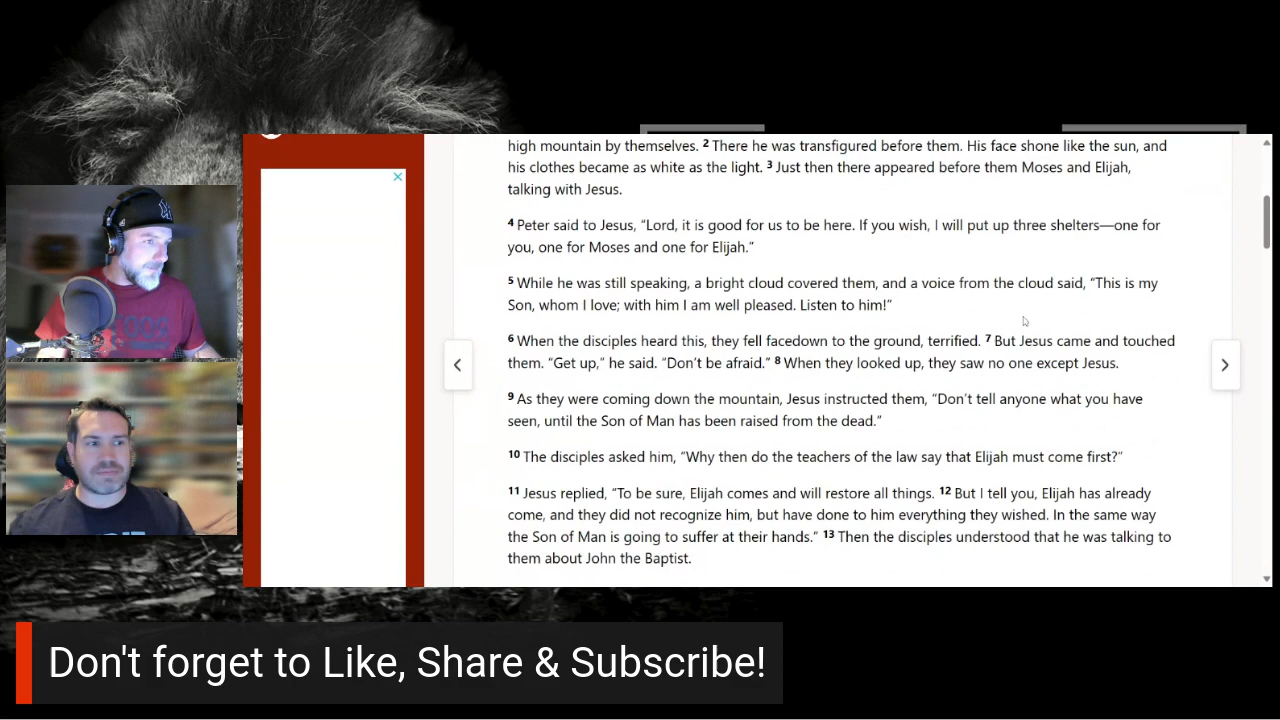 high mountain by themselves. 2 There he was transfigured before them. His face shone like the sun, and
his clothes became as white as the light. 3 Just then there appeared before them Moses and Elijah,
talking with Jesus.
4 Peter said to Jesus, “Lord, it is good for us to be here. If you wish, I will put up three shelters—one for
you, one for Moses and one for Elijah.”
5 While he was still speaking, a bright cloud covered them, and a voice from the cloud said, “This is my
Son, whom I love; with him I am well pleased. Listen to him!”
6 When the disciples heard this, they fell facedown to the ground, terrified. 7 But Jesus came and touched
them. “Get up,” he said. “Don’t be afraid.” 8 When they looked up, they saw no one except Jesus.
9 As they were coming down the mountain, Jesus instructed them, “Don’t tell anyone what you have
seen, until the Son of Man has been raised from the dead.”
10 The disciples asked him, “Why then do the teachers of the law say that Elijah must come first?”
11 Jesus replied, “To be sure, Elijah comes and will restore all things. 12 But I tell you, Elijah has already
come, and they did not recognize him, but have done to him everything they wished. In the same way
the Son of Man is going to suffer at their hands.” 13 Then the disciples understood that he was talking to
them about John the Baptist.
Don't forget to Like, Share & Subscribe!